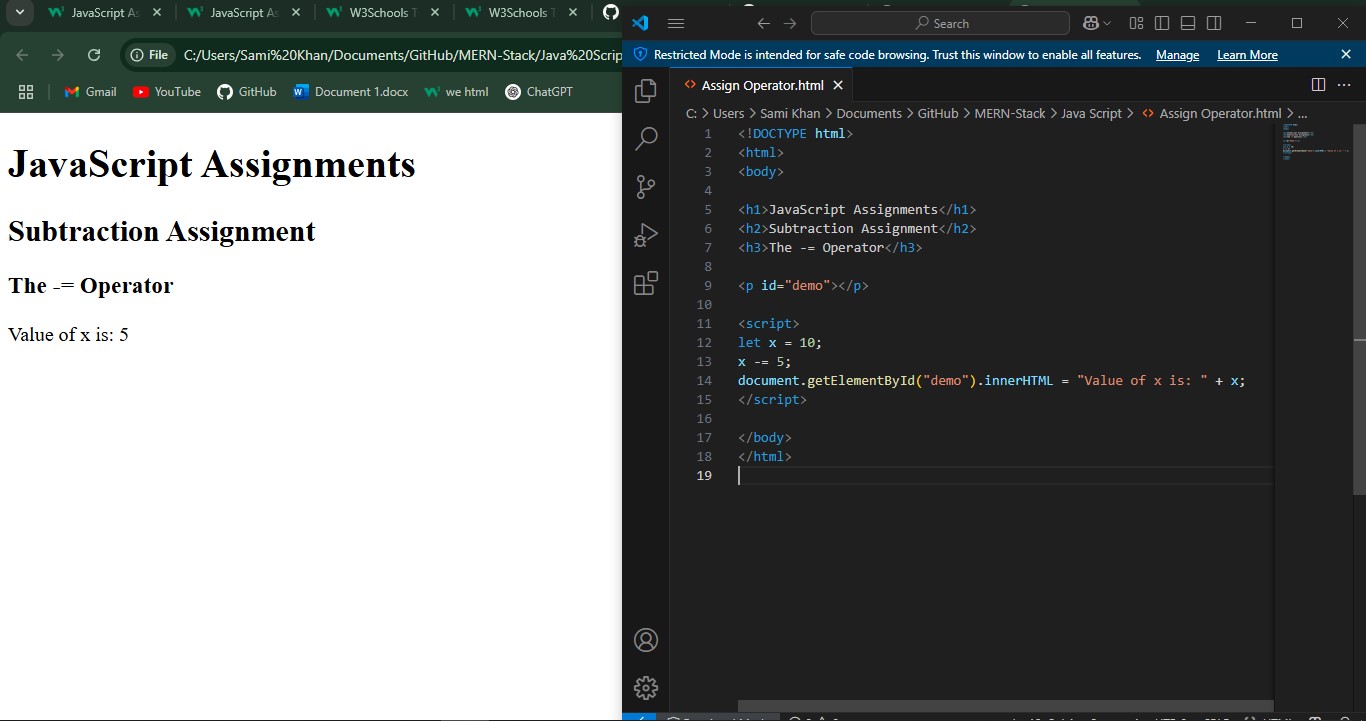 JavaScript As
JavaScript As
W3Schools T
W3Schools T
File
C:/Users/Sami%20Khan/Documents/GitHub/MERN-Stack/Java%20Scrip
Gmail
YouTube
GitHub
Document 1.docx
we html
ChatGPT
JavaScript Assignments
Subtraction Assignment
The -= Operator
Value of x is: 5
Search
Restricted Mode is intended for safe code browsing. Trust this window to enable all features. Manage Learn More
Assign Operator.html
C: > Users > Sami Khan > Documents > GitHub > MERN-Stack > Java Script > Assign Operator.html > ...
1 <!DOCTYPE html>
2 <html>
3 <body>
4
5 <h1>JavaScript Assignments</h1>
6 <h2>Subtraction Assignment</h2>
7 <h3>The -= Operator</h3>
8
9 <p id="demo"></p>
10
11 <script>
12 let x = 10;
13 x -= 5;
14 document.getElementById("demo").innerHTML = "Value of x is: " + x;
15 </script>
16
17 </body>
18 </html>
19